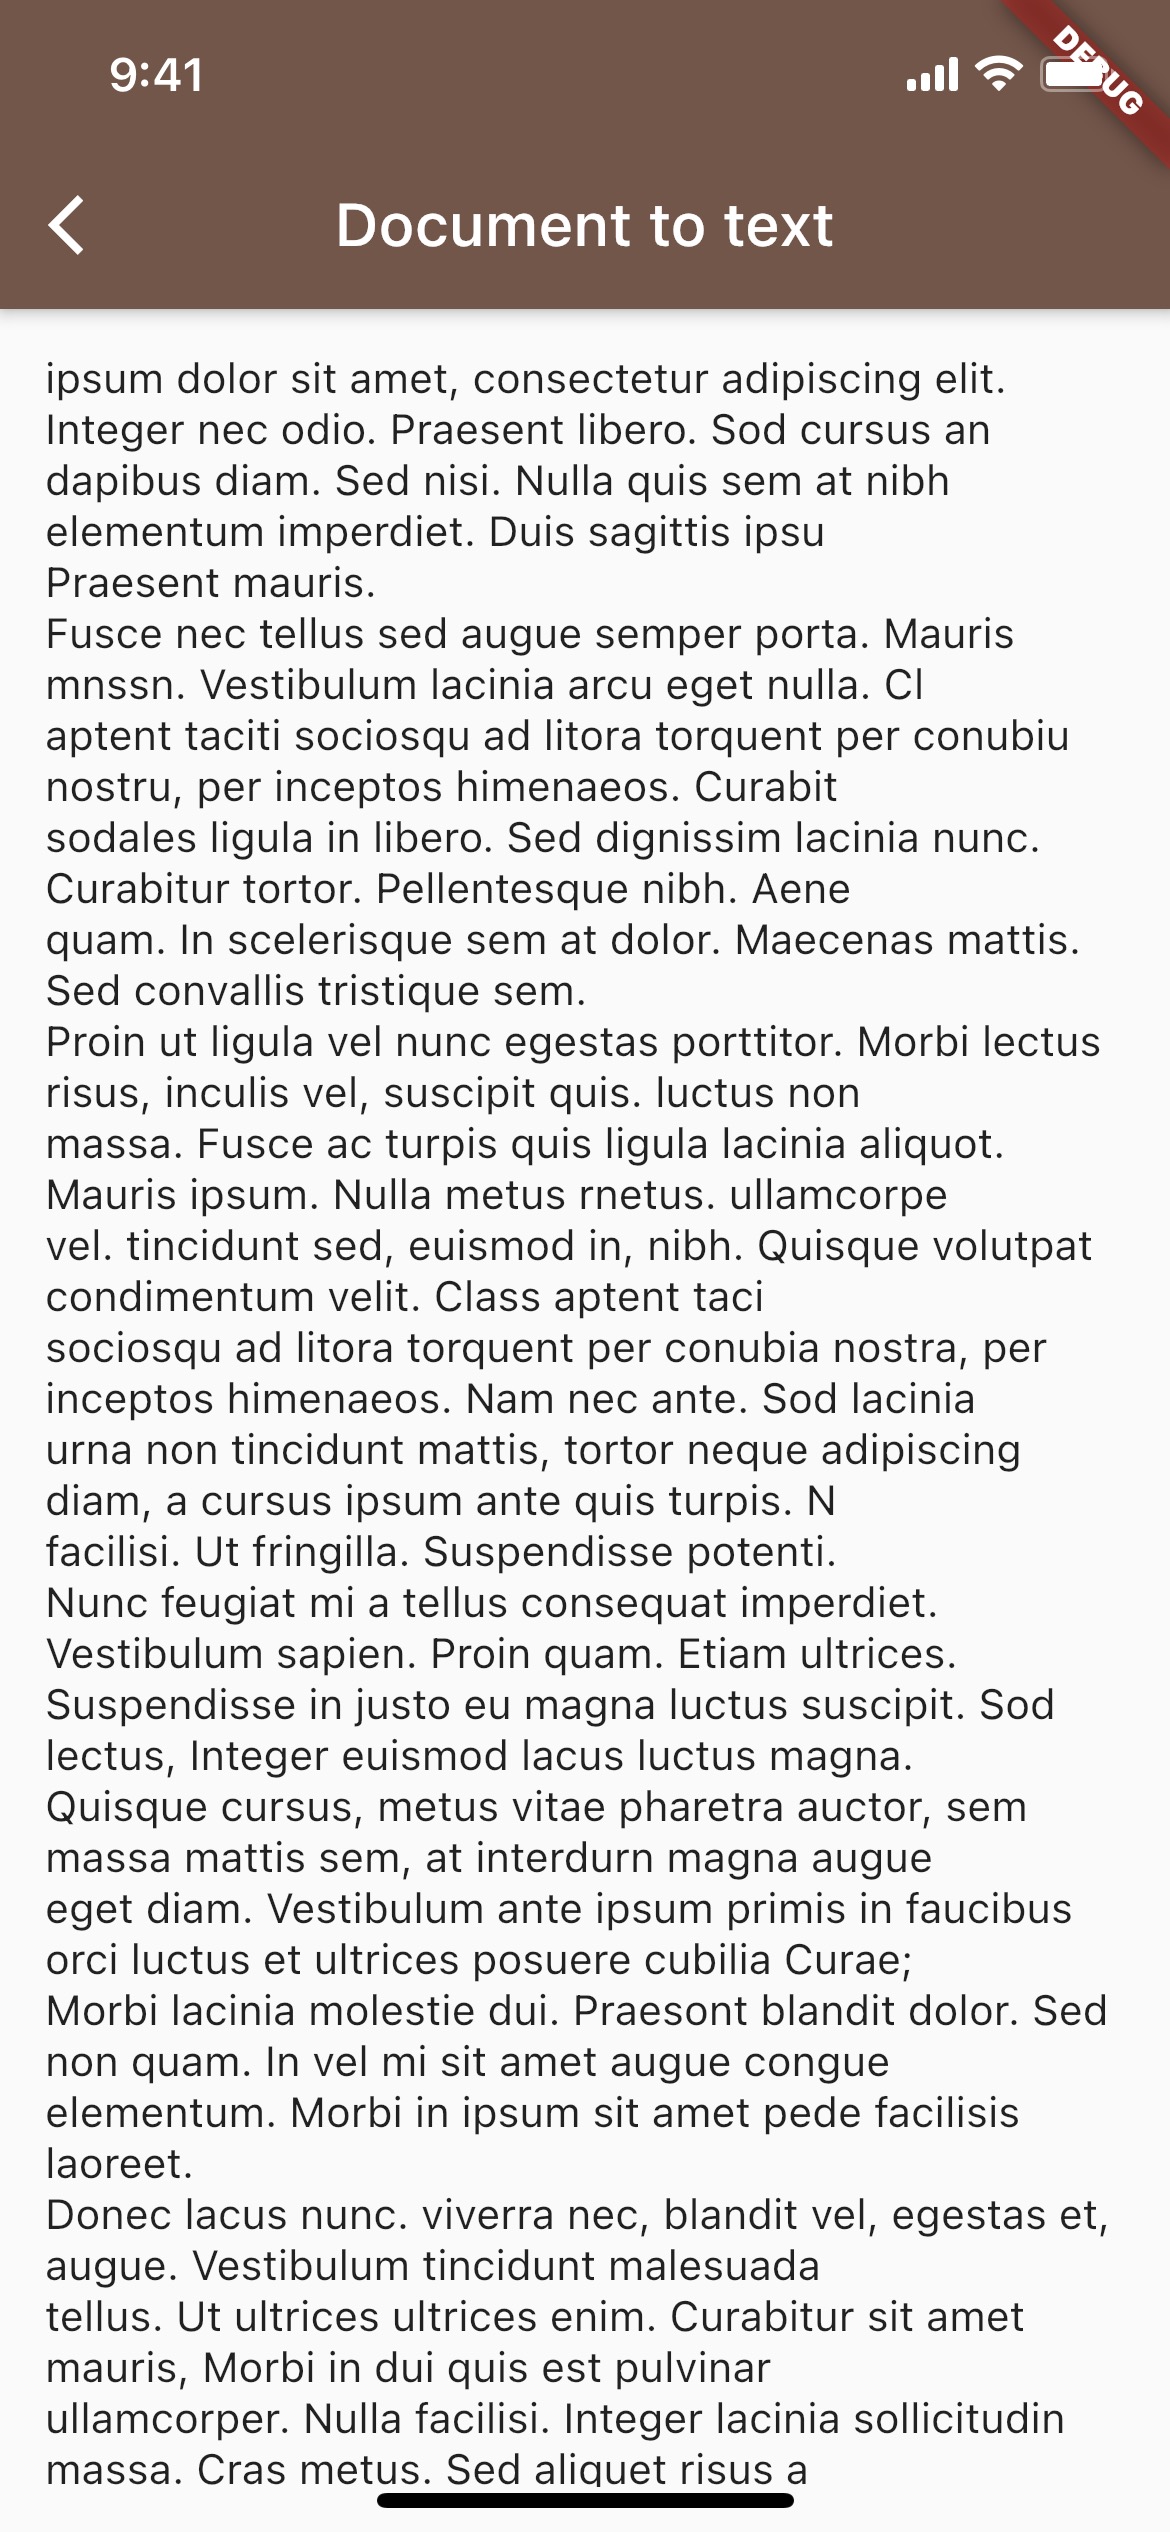 9:41
DEBUG
Document to text
ipsum dolor sit amet, consectetur adipiscing elit.
Integer nec odio. Praesent libero. Sod cursus an
dapibus diam. Sed nisi. Nulla quis sem at nibh
elementum imperdiet. Duis sagittis ipsu
Praesent mauris.
Fusce nec tellus sed augue semper porta. Mauris
mnssn. Vestibulum lacinia arcu eget nulla. Cl
aptent taciti sociosqu ad litora torquent per conubiu
nostru, per inceptos himenaeos. Curabit
sodales ligula in libero. Sed dignissim lacinia nunc.
Curabitur tortor. Pellentesque nibh. Aene
quam. In scelerisque sem at dolor. Maecenas mattis.
Sed convallis tristique sem.
Proin ut ligula vel nunc egestas porttitor. Morbi lectus
risus, inculis vel, suscipit quis. luctus non
massa. Fusce ac turpis quis ligula lacinia aliquot.
Mauris ipsum. Nulla metus rnetus. ullamcorpe
vel. tincidunt sed, euismod in, nibh. Quisque volutpat
condimentum velit. Class aptent taci
sociosqu ad litora torquent per conubia nostra, per
inceptos himenaeos. Nam nec ante. Sod lacinia
urna non tincidunt mattis, tortor neque adipiscing
diam, a cursus ipsum ante quis turpis. N
facilisi. Ut fringilla. Suspendisse potenti.
Nunc feugiat mi a tellus consequat imperdiet.
Vestibulum sapien. Proin quam. Etiam ultrices.
Suspendisse in justo eu magna luctus suscipit. Sod
lectus, Integer euismod lacus luctus magna.
Quisque cursus, metus vitae pharetra auctor, sem
massa mattis sem, at interdurn magna augue
eget diam. Vestibulum ante ipsum primis in faucibus
orci luctus et ultrices posuere cubilia Curae;
Morbi lacinia molestie dui. Praesont blandit dolor. Sed
non quam. In vel mi sit amet augue congue
elementum. Morbi in ipsum sit amet pede facilisis
laoreet.
Donec lacus nunc. viverra nec, blandit vel, egestas et,
augue. Vestibulum tincidunt malesuada
tellus. Ut ultrices ultrices enim. Curabitur sit amet
mauris, Morbi in dui quis est pulvinar
ullamcorper. Nulla facilisi. Integer lacinia sollicitudin
massa. Cras metus. Sed aliquet risus a